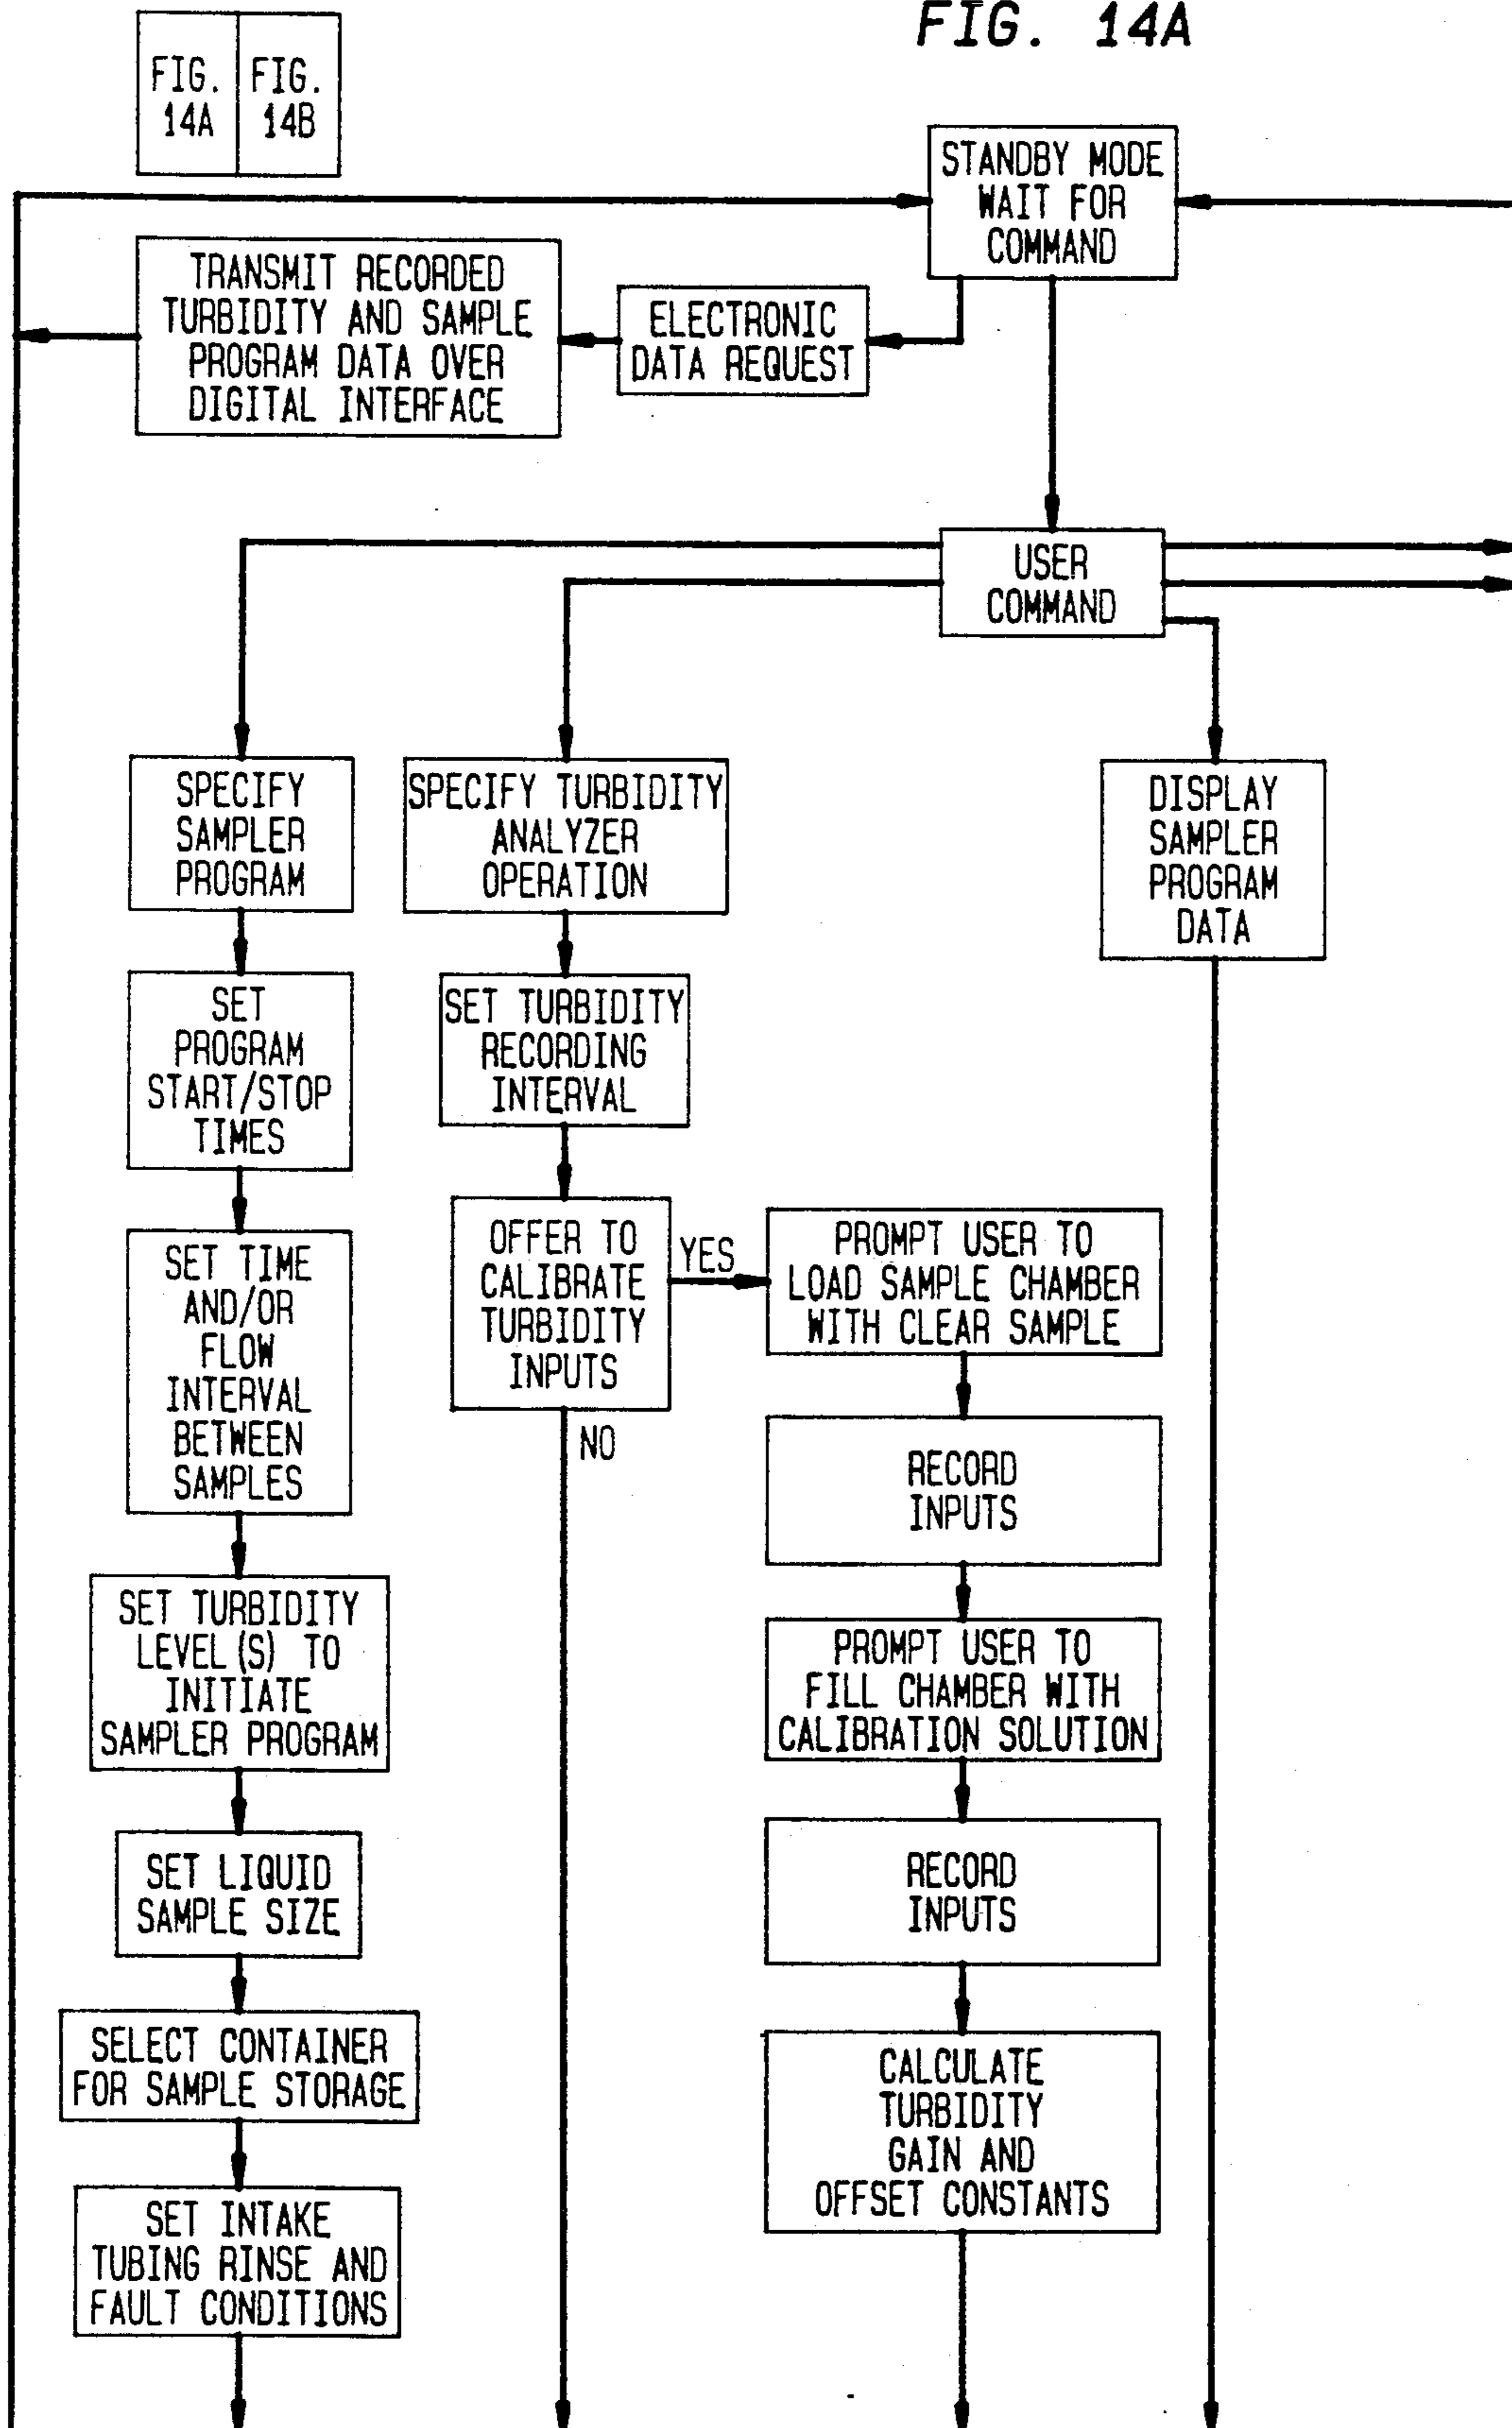 FIG. 14A
FIG.
14A
FIG.
14B
STANDBY MODE
WAIT FOR
COMMAND
TRANSMIT RECORDED
TURBIDITY AND SAMPLE
PROGRAM DATA OVER
DIGITAL INTERFACE
ELECTRONIC
DATA REQUEST
USER
COMMAND
SPECIFY
SAMPLER
PROGRAM
SPECIFY TURBIDITY
ANALYZER
OPERATION
DISPLAY
SAMPLER
PROGRAM
DATA
SET
PROGRAM
START/STOP
TIMES
SET TURBIDITY
RECORDING
INTERVAL
SET TIME
AND/OR
FLOW
INTERVAL
BETWEEN
SAMPLES
OFFER TO
CALIBRATE
TURBIDITY
INPUTS
YES
NO
PROMPT USER TO
LOAD SAMPLE CHAMBER
WITH CLEAR SAMPLE
RECORD
INPUTS
SET TURBIDITY
LEVEL(S) TO
INITIATE
SAMPLER PROGRAM
PROMPT USER TO
FILL CHAMBER WITH
CALIBRATION SOLUTION
SET LIQUID
SAMPLE SIZE
RECORD
INPUTS
SELECT CONTAINER
FOR SAMPLE STORAGE
CALCULATE
TURBIDITY
GAIN AND
OFFSET CONSTANTS
SET INTAKE
TUBING RINSE AND
FAULT CONDITIONS